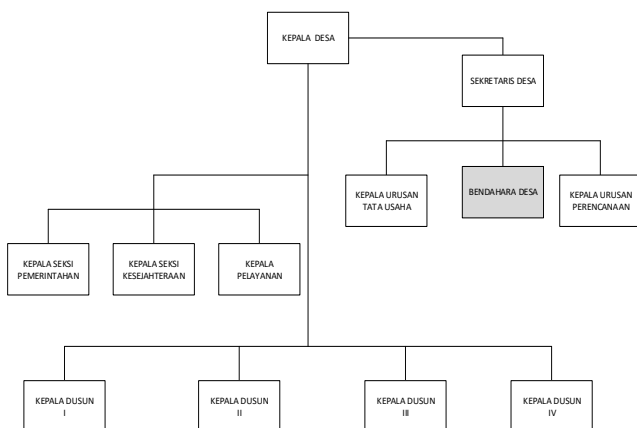 KEPALA DESA
SEKRETARIS DESA
KEPALA URUSAN
TATA USAHA
BENDAHARA DESA
KEPALA URUSAN
PERENCANAAN
KEPALA SEKSI
PEMERINTAHAN
KEPALA SEKSI
KESEJAHTERAAN
KEPALA
PELAYANAN
KEPALA DUSUN
I
KEPALA DUSUN
II
KEPALA DUSUN
III
KEPALA DUSUN
IV